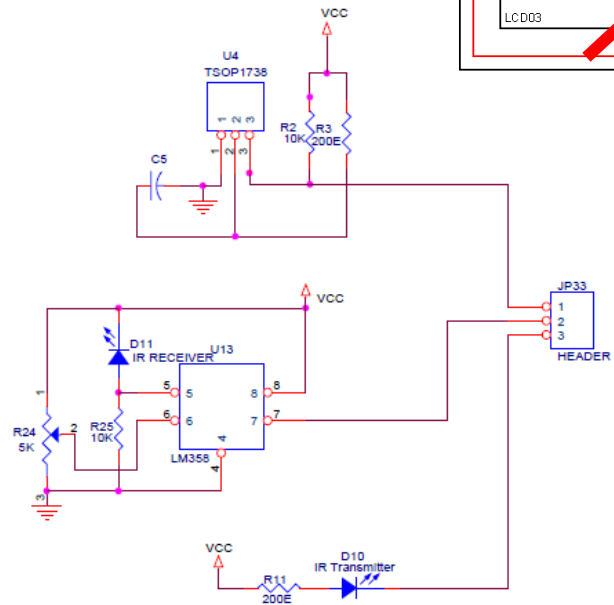 LCD03
VCC
U4
TSOP1738
1 2 3
1 2 3
R2
10K
R3
200E
C5
VCC
JP33
1
2
3
HEADER
D11
IR RECEIVER
U13
1
5 5
8 8
6 6
7 7
R24
5K
2
R25
10K
4
LM358
4
3
VCC
D10
IR Transmitter
R11
200E